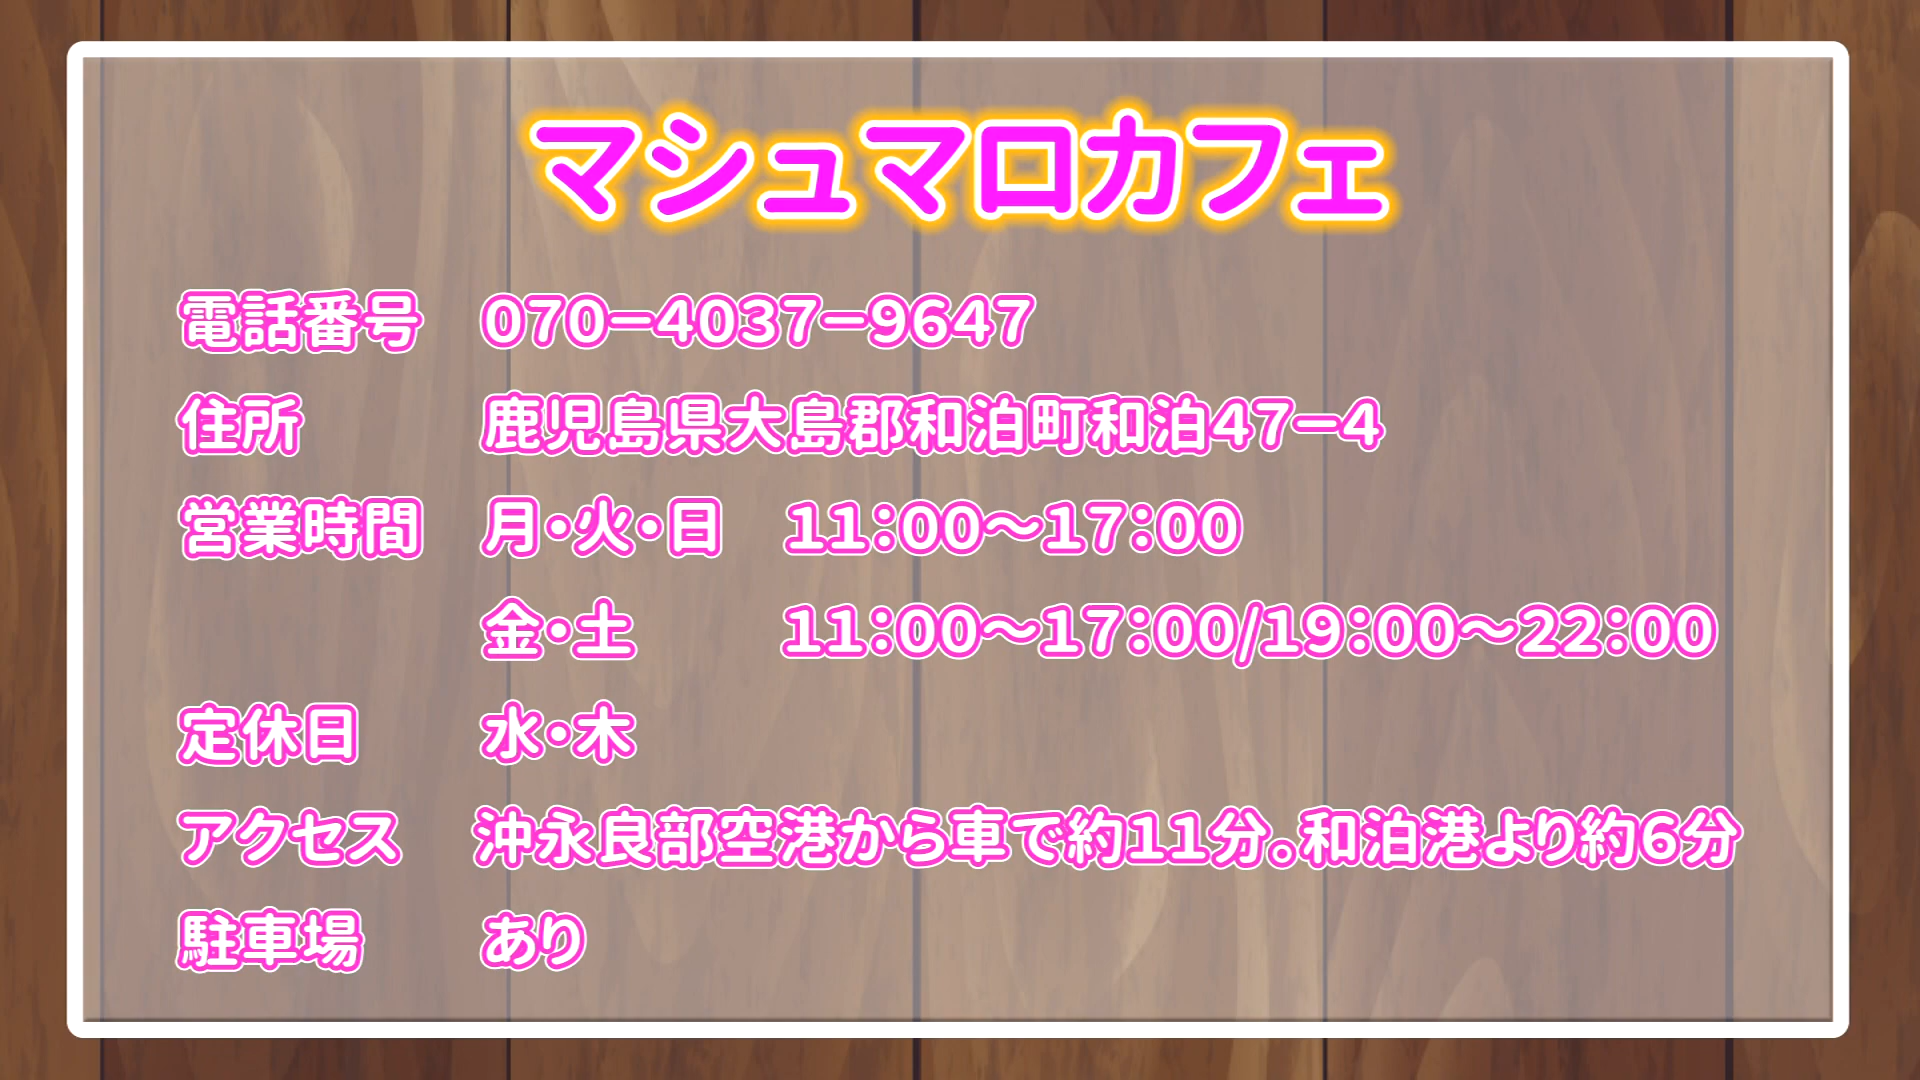 マシュマロカフェ
電話番号　070－4037－9647
住所　鹿児島県大島郡和泊町和泊47－4
営業時間　月・火・日　11：00～17：00
金・土　11：00～17：00/19：00～22：00
定休日　水・木
アクセス　沖永良部空港から車で約11分。和泊港より約6分
駐車場　あり